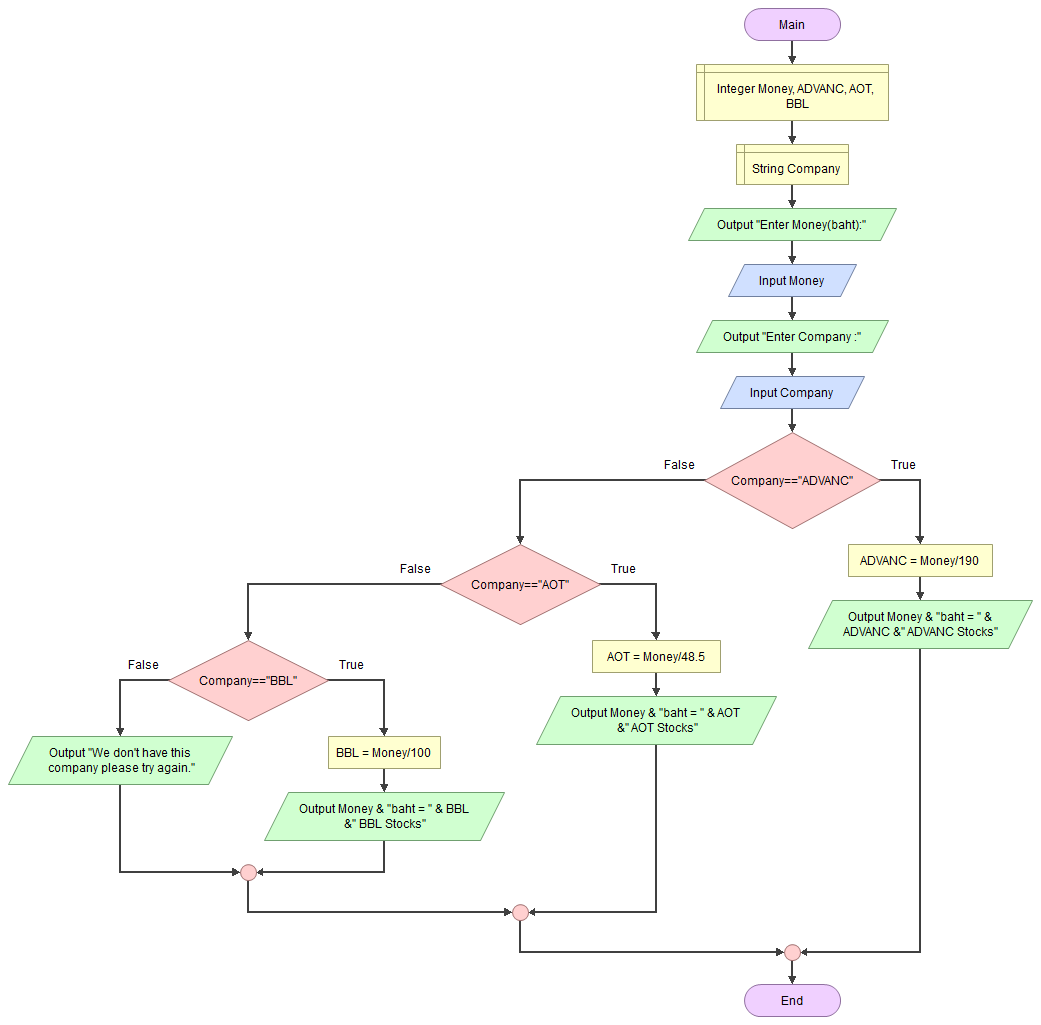 Main
Integer Money, ADVANC, AOT,
BBL
String Company
Output "Enter Money(baht):"
Input Money
Output "Enter Company :"
Input Company
False
True
Company=="ADVANC"
False
True
Company=="AOT"
ADVANC = Money/190
Output Money & "baht = " &
ADVANC &" ADVANC Stocks"
False
True
Company=="BBL"
AOT = Money/48.5
Output Money & "baht = " & AOT
&" AOT Stocks"
Output "We don't have this
company please try again."
BBL = Money/100
Output Money & "baht = " & BBL
&" BBL Stocks"
End